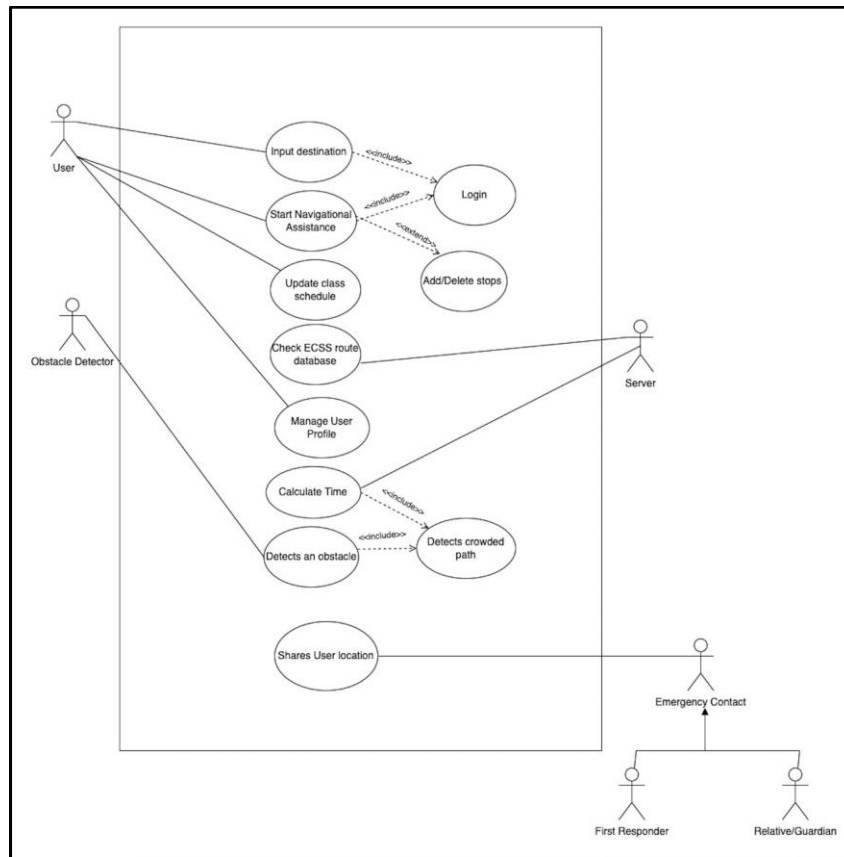 Input destination
<<include>>
User
Login
<<include>>
Start Navigational
Assistance
<<extend>>
Update class
schedule
Add/Delete stops
Check ECSS route
database
Obstacle Detector
Server
Manage User
Profile
Calculate Time
<<include>>
<<include>>
Detects an obstacle
Detects crowded
path
Shares User location
Emergency Contact
First Responder
Relative/Guardian